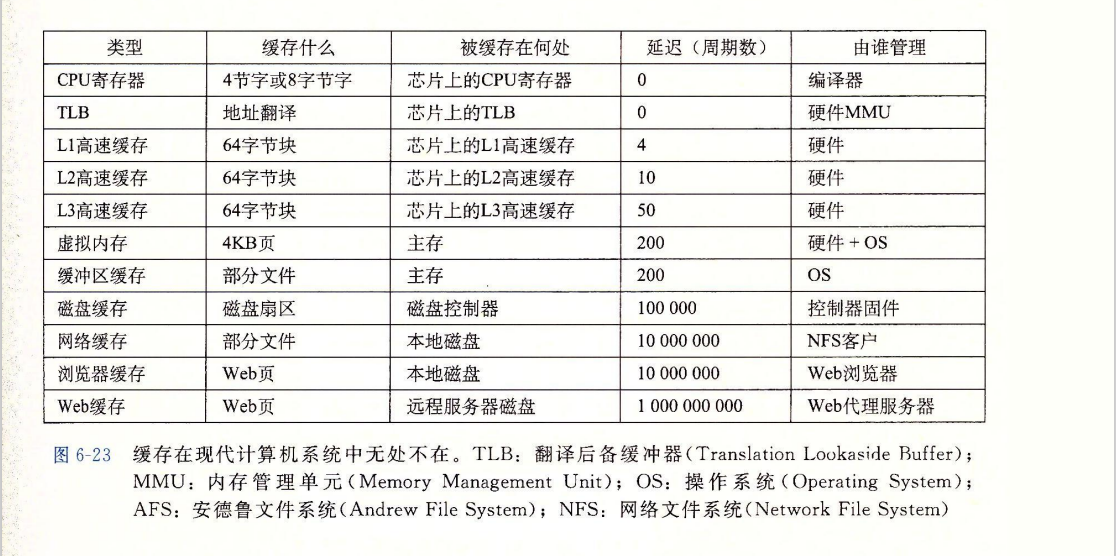 类型 缓存什么 被缓存在何处 延迟（周期数） 由谁管理
CPU寄存器 4节字或8字节字 芯片上的CPU寄存器 0 编译器
TLB 地址翻译 芯片上的TLB 0 硬件MMU
L1高速缓存 64字节块 芯片上的L1高速缓存 4 硬件
L2高速缓存 64字节块 芯片上的L2高速缓存 10 硬件
L3高速缓存 64字节块 芯片上的L3高速缓存 50 硬件
虚拟内存 4KB页 主存 200 硬件 + OS
缓冲区缓存 部分文件 主存 200 OS
磁盘缓存 磁盘扇区 磁盘控制器 100 000 控制器固件
网络缓存 部分文件 本地磁盘 10 000 000 NFS客户
浏览器缓存 Web页 本地磁盘 10 000 000 Web浏览器
Web缓存 Web页 远程服务器磁盘 1 000 000 000 Web代理服务器
图 6-23 缓存在现代计算机系统中无处不在。TLB：翻译后备缓冲器(Translation Lookaside Buffer)；
MMU：内存管理单元(Memory Management Unit)；OS：操作系统(Operating System)；
AFS：安德鲁文件系统(Andrew File System)；NFS：网络文件系统(Network File System)